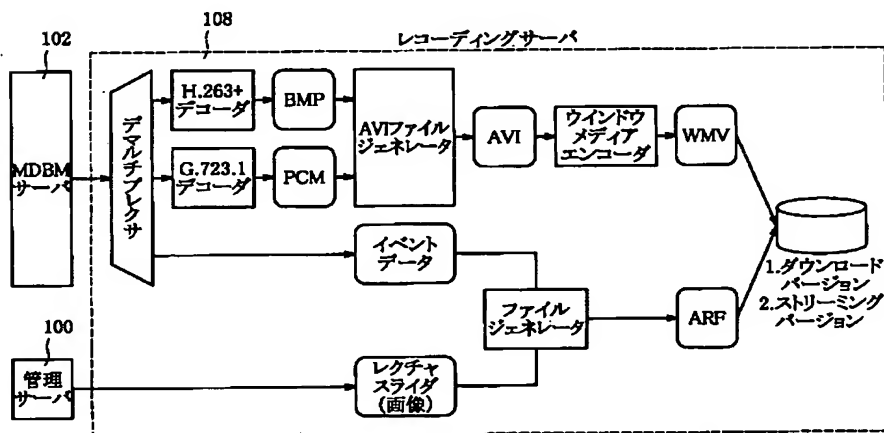 108
レコーディングサーバ
102
MDBM
サーバ
デマルチプレクサ
H.263+
デコーダ
BMP
G.723.1
デコーダ
PCM
AVIファイル
ジェネレータ
AVI
ウインドウ
メディア
エンコーダ
WMV
イベント
データ
ファイル
ジェネレータ
ARF
1.ダウンロード
バージョン
2.ストリーミング
バージョン
100
管理
サーバ
レクチャ
スライダ
(画像)